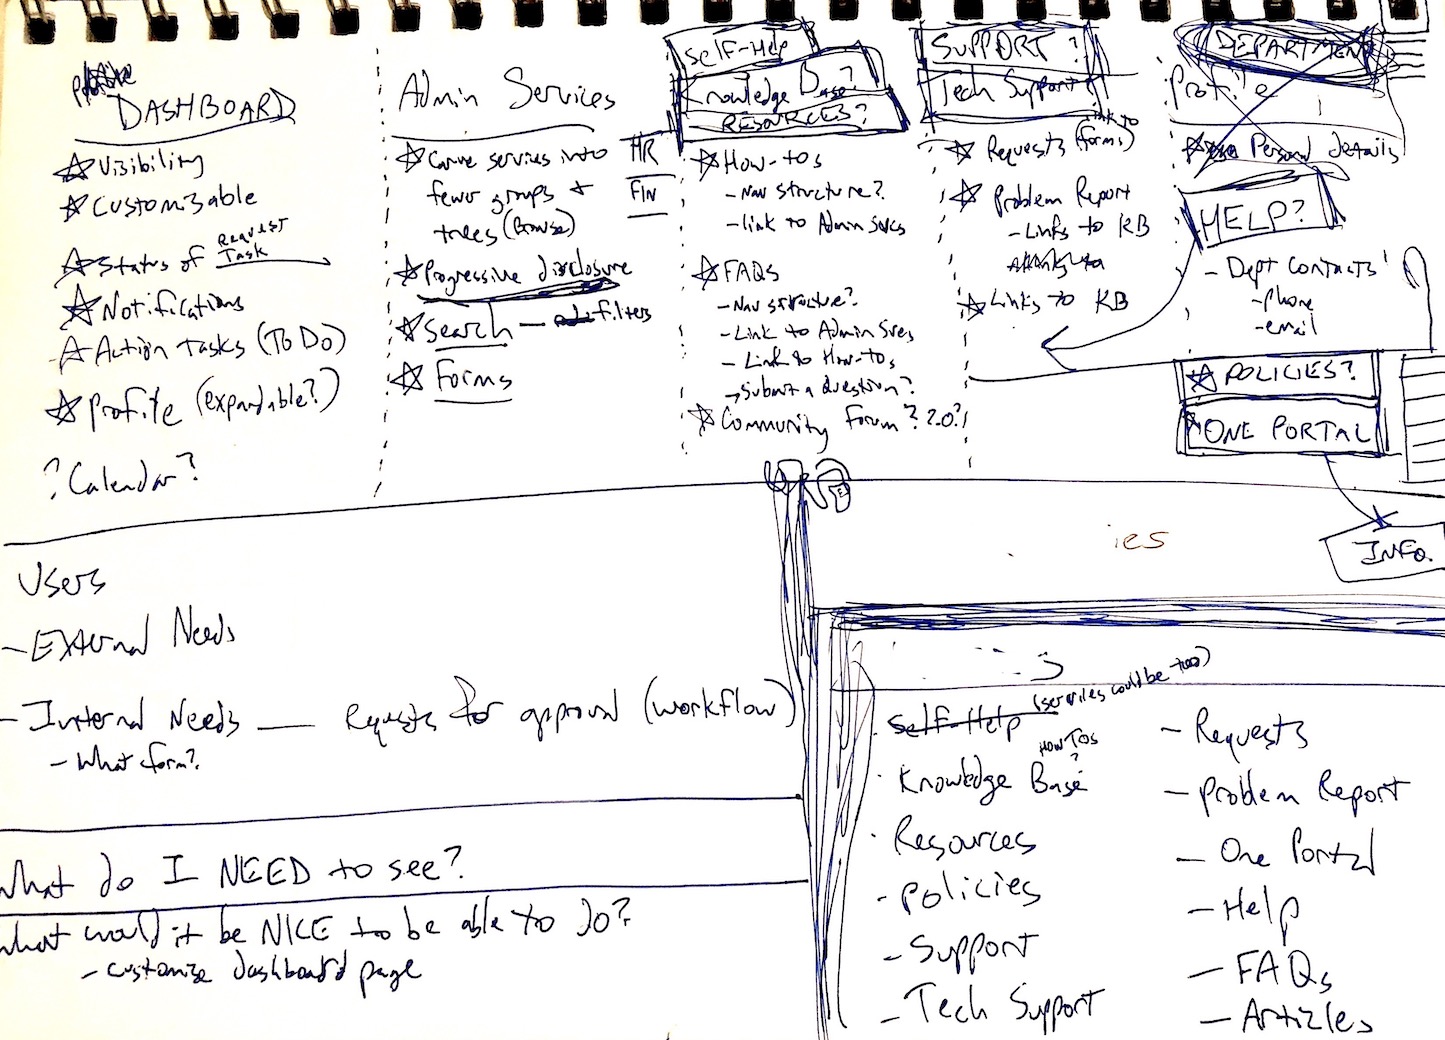 DASHBOARD
Visibility
Customizable
Status of Request Task
Notifications
Action tasks (To Do)
Profile (expandable?)
? Calendar?
Admin Services
Carve services into
fewer groups +
trees (Browse)
HR
FIN
Progressive disclosure
Search — filters
Forms
Self-Help
Knowledge Base?
RESOURCES?
How-tos
- Nav structure?
- link to Admin Svcs
FAQs
- Nav structure?
- Link to Admin Svcs
- Link to How-tos
- Submit a Question?
Community Forum? 2.0?
SUPPORT?
Tech Support
Requests (link to forms)
Problem Report
- Links to KB
Links to KB
DEPARTMENT
Profile
Personal details
HELP?
- Dept Contacts
- phone
- email
POLICIES?
ONE PORTAL
INFO.
ies
Users
- External Needs
- Internal Needs — Requests for approval (workflow)
- What form?
What do I NEED to see?
What would it be NICE to be able to do?
- customize dashboard page
Self-Help (services could be two)
Knowledge Base HOW TOS?
Resources
- Policies
- Support
- Tech Support
- Requests
- Problem Report
- One Portal
- Help
- FAQs
- Articles